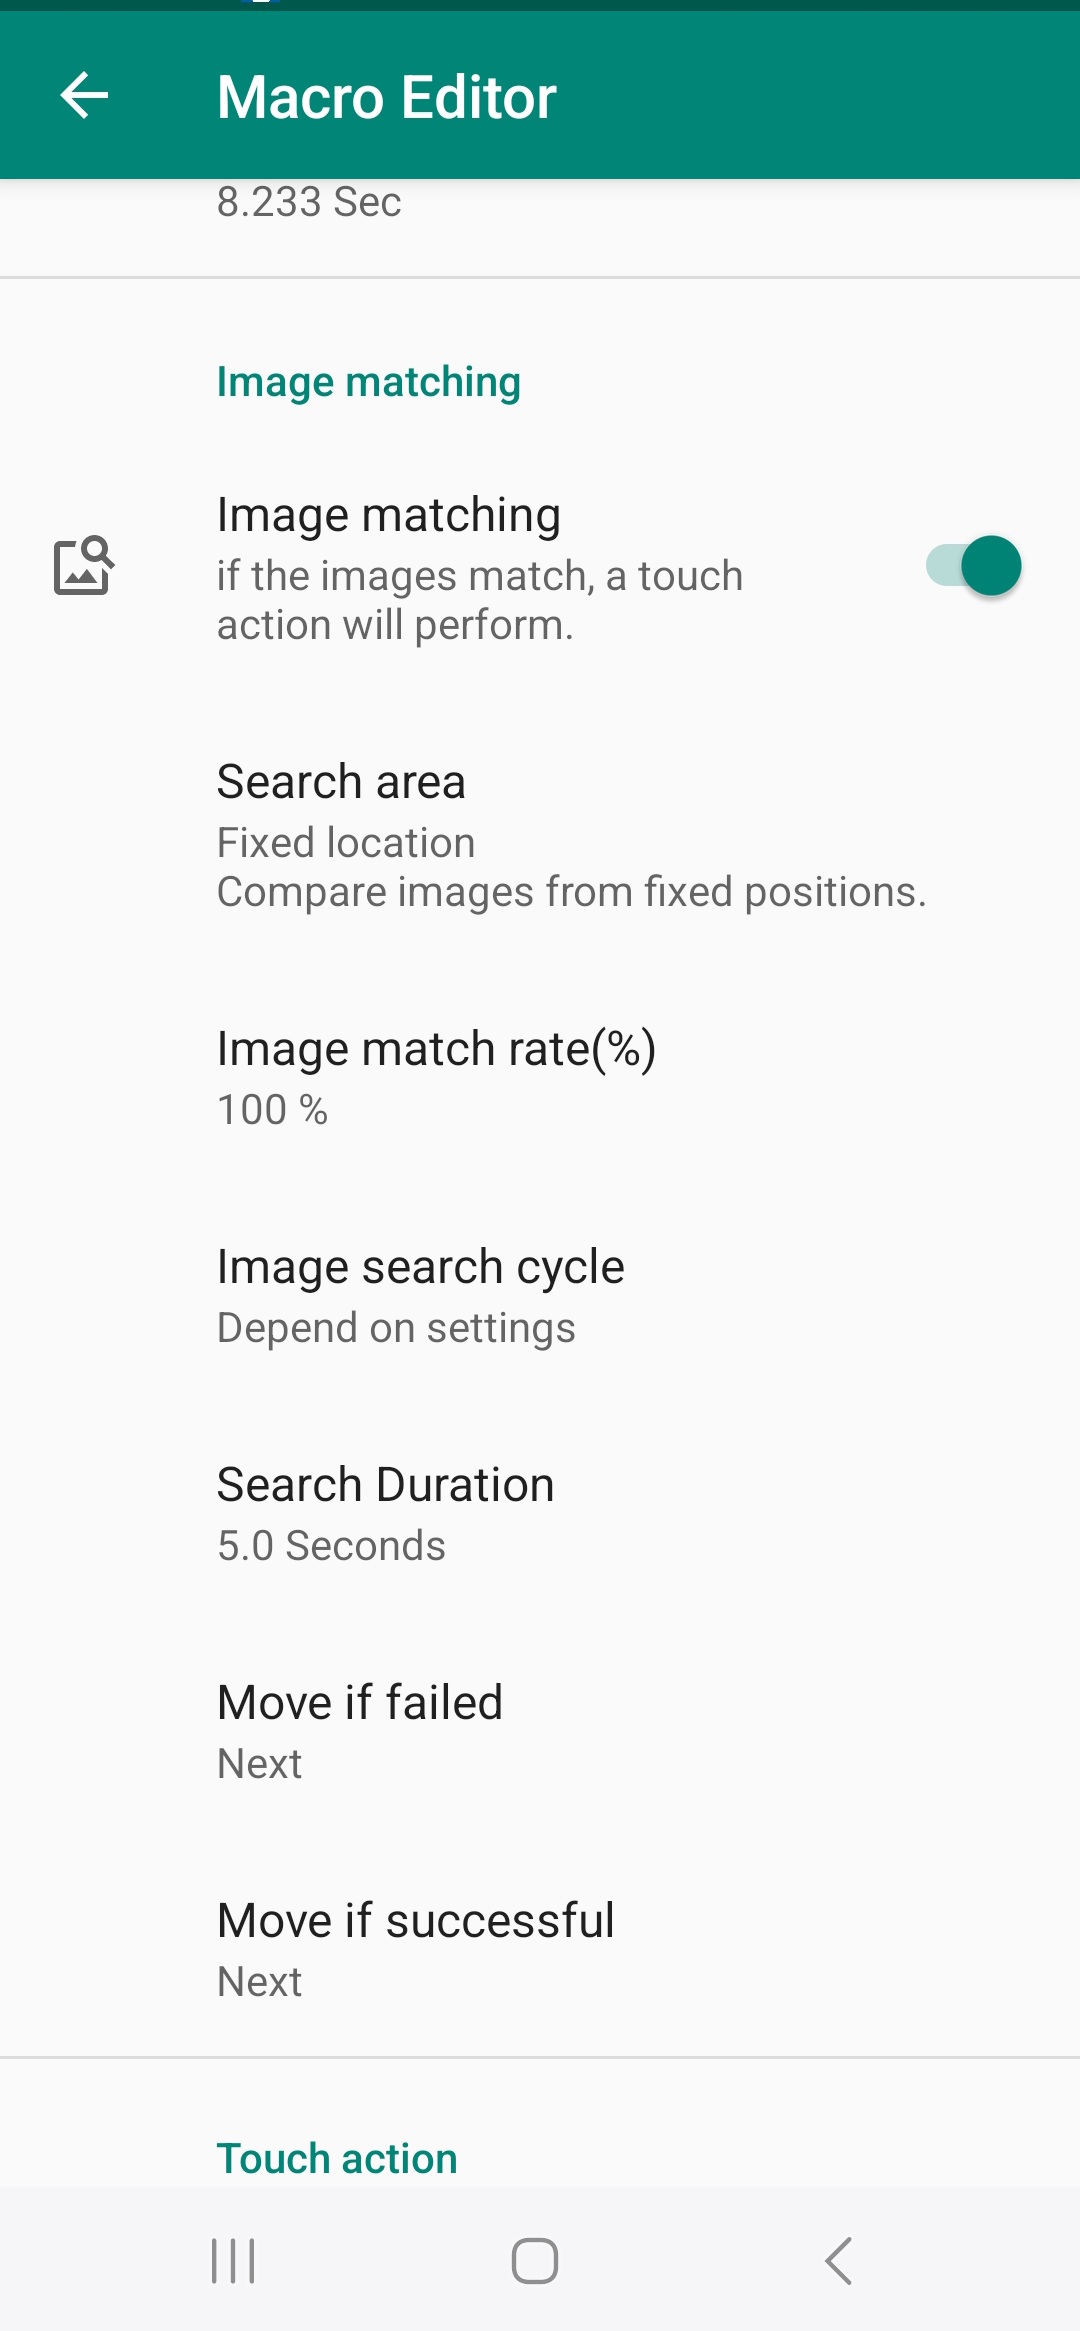 Macro Editor
8.233 Sec
Image matching
Image matching
if the images match, a touch
action will perform.
Search area
Fixed location
Compare images from fixed positions.
Image match rate(%)
100 %
Image search cycle
Depend on settings
Search Duration
5.0 Seconds
Move if failed
Next
Move if successful
Next
Touch action